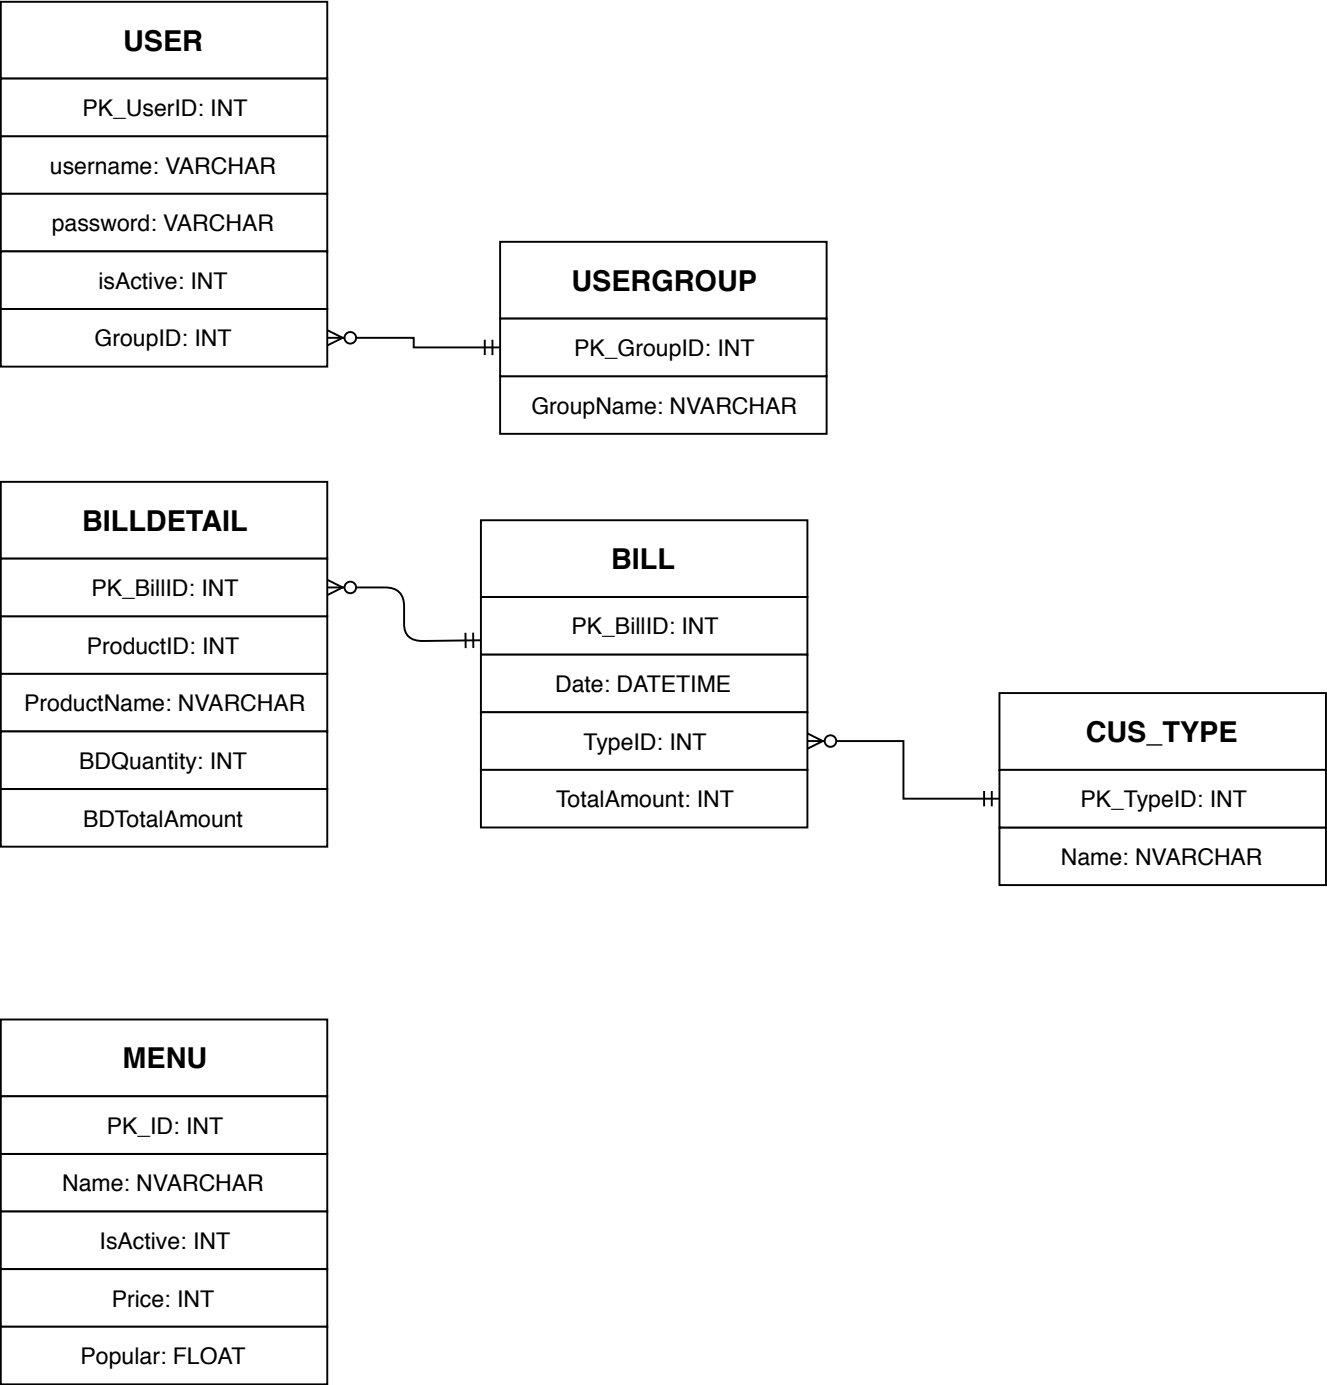 USER
PK_UserID: INT
username: VARCHAR
password: VARCHAR
isActive: INT
GroupID: INT
USERGROUP
PK_GroupID: INT
GroupName: NVARCHAR
BILLDETAIL
PK_BillID: INT
ProductID: INT
ProductName: NVARCHAR
BDQuantity: INT
BDTotalAmount
BILL
PK_BillID: INT
Date: DATETIME
TypeID: INT
TotalAmount: INT
CUS_TYPE
PK_TypeID: INT
Name: NVARCHAR
MENU
PK_ID: INT
Name: NVARCHAR
IsActive: INT
Price: INT
Popular: FLOAT